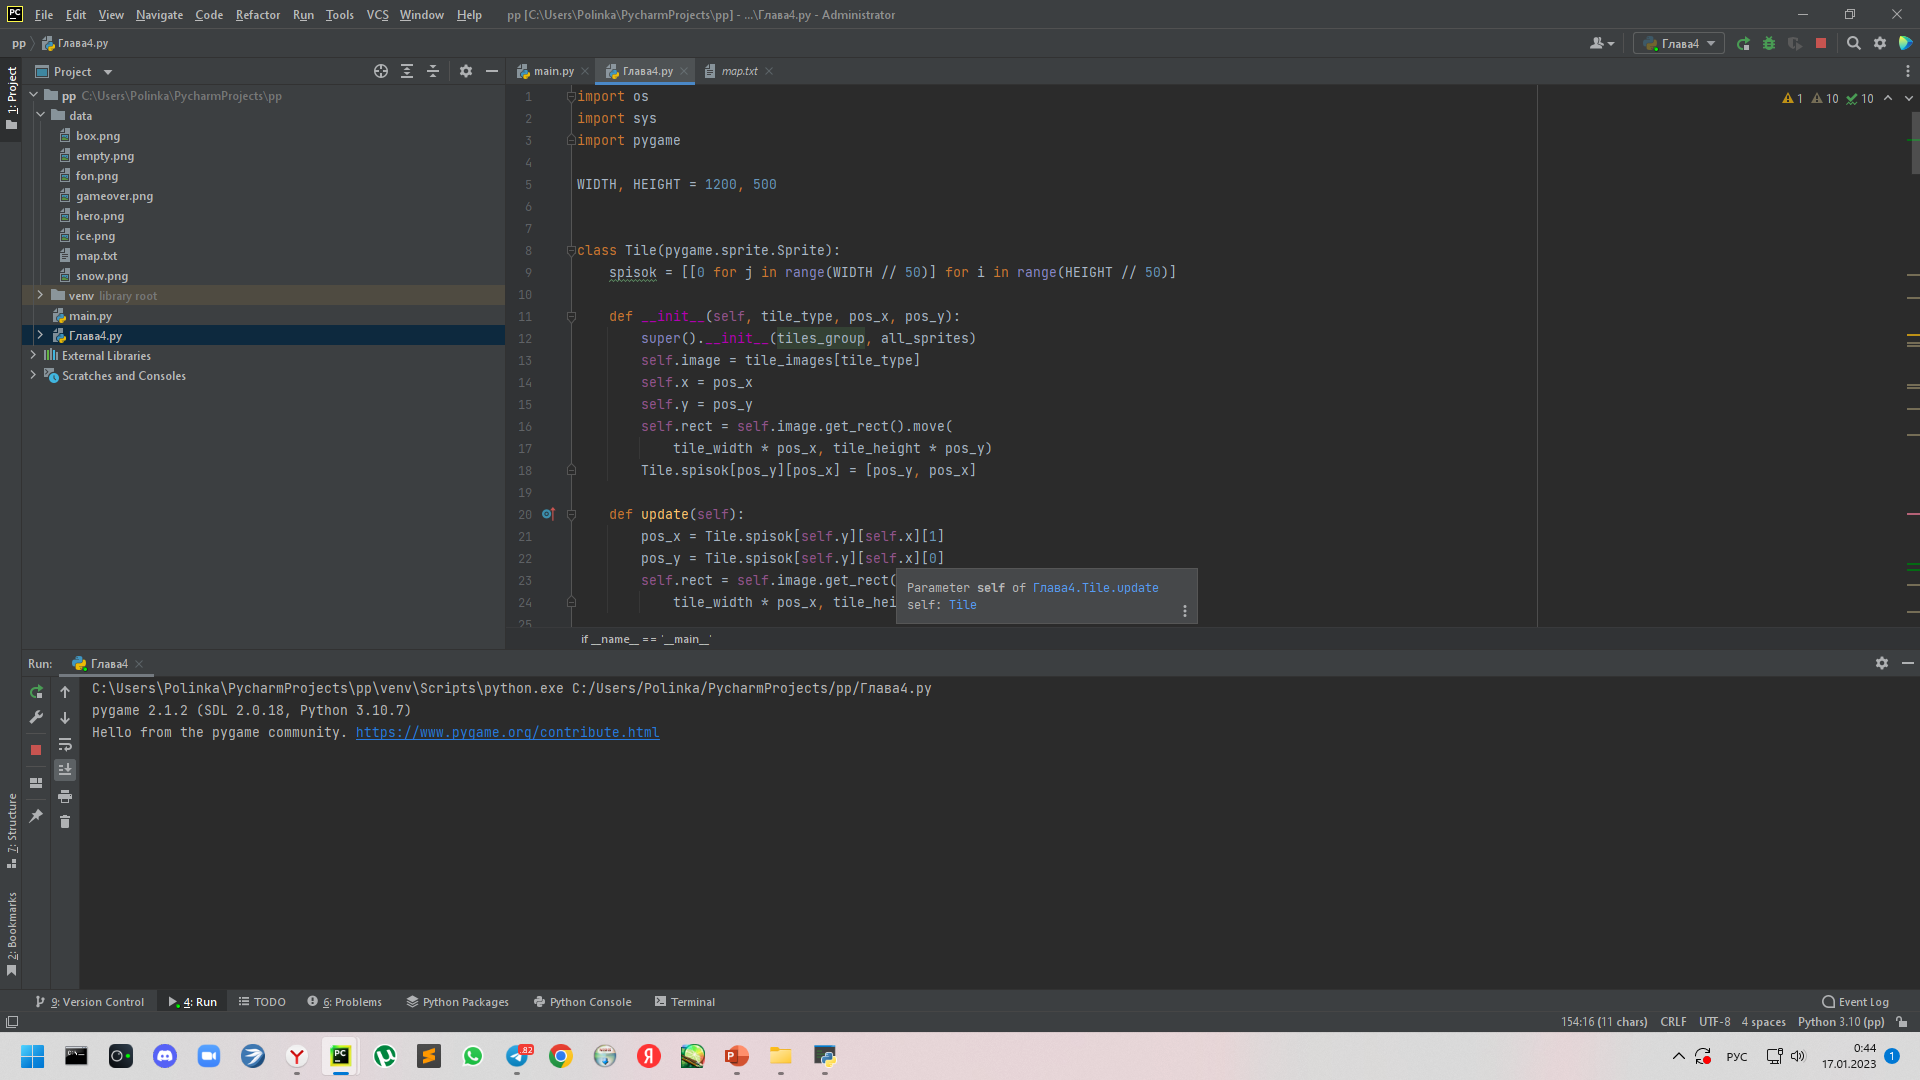 File Edit View Navigate Code Refactor Run Tools VCS Window Help pp [C:\Users\Polinka\PycharmProjects\pp] - ...\Глава4.py - Administrator
pp Глава4.py
Глава4
1: Project
Project
main.py Глава4.py map.txt
pp C:\Users\Polinka\PycharmProjects\pp
data
box.png
empty.png
fon.png
gameover.png
hero.png
ice.png
map.txt
snow.png
venv library root
main.py
Глава4.py
External Libraries
Scratches and Consoles
1 10 10
1 import os
2 import sys
3 import pygame
4
5 WIDTH, HEIGHT = 1200, 500
6
7
8 class Tile(pygame.sprite.Sprite):
9 spisok = [[0 for j in range(WIDTH // 50)] for i in range(HEIGHT // 50)]
10
11 def __init__(self, tile_type, pos_x, pos_y):
12 super().__init__(tiles_group, all_sprites)
13 self.image = tile_images[tile_type]
14 self.x = pos_x
15 self.y = pos_y
16 self.rect = self.image.get_rect().move(
17 tile_width * pos_x, tile_height * pos_y)
18 Tile.spisok[pos_y][pos_x] = [pos_y, pos_x]
19
20 def update(self):
21 pos_x = Tile.spisok[self.y][self.x][1]
22 pos_y = Tile.spisok[self.y][self.x][0]
23 self.rect = self.image.get_rect(
24 tile_width * pos_x, tile_hei
25
Parameter self of Глава4.Tile.update
self: Tile
if __name__ == '__main__'
Run: Глава4
C:\Users\Polinka\PycharmProjects\pp\venv\Scripts\python.exe C:/Users/Polinka/PycharmProjects/pp/Глава4.py
pygame 2.1.2 (SDL 2.0.18, Python 3.10.7)
Hello from the pygame community. https://www.pygame.org/contribute.html
7: Structure
2: Bookmarks
9: Version Control 4: Run TODO 6: Problems Python Packages Python Console Terminal Event Log
154:16 (11 chars) CRLF UTF-8 4 spaces Python 3.10 (pp)
82
РУС
0:44
17.01.2023
1